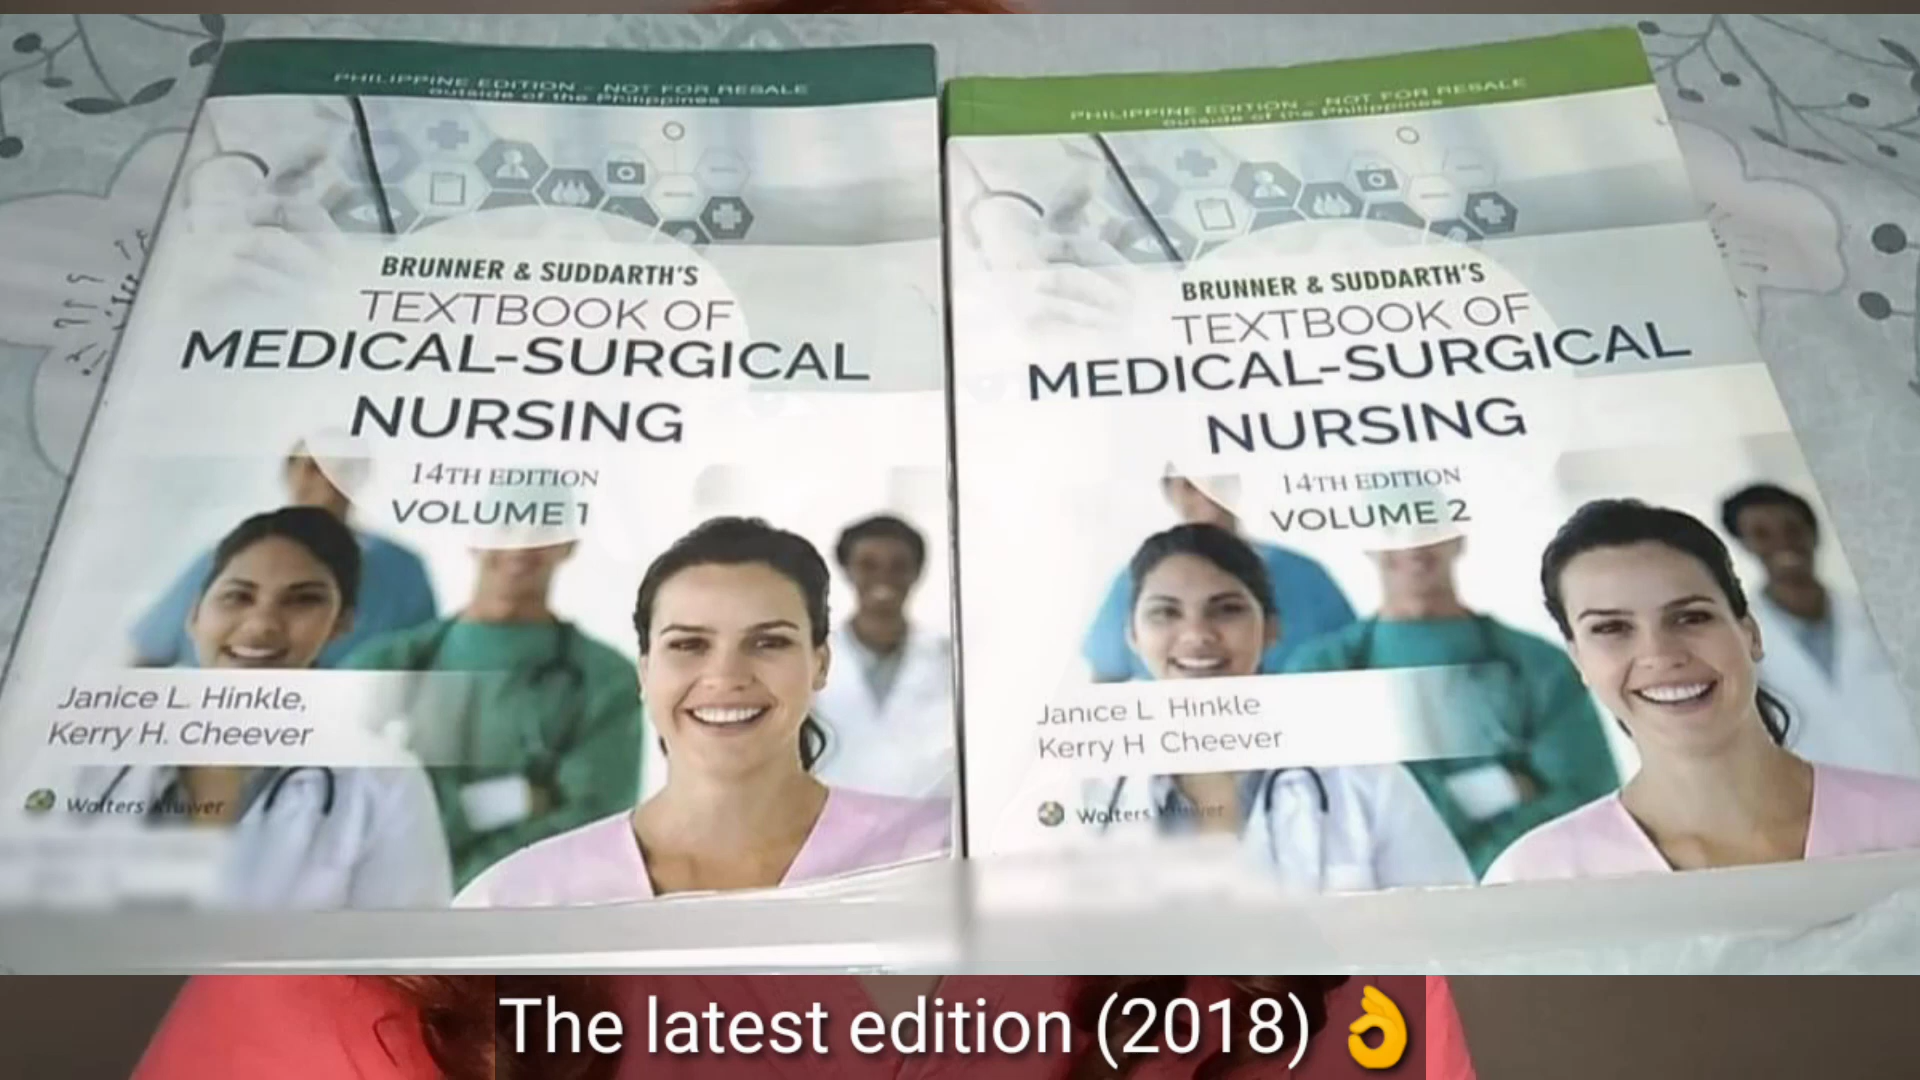 PHILIPPINE EDITION - NOT FOR RESALE
outside of the Philippines
BRUNNER & SUDDARTH'S
TEXTBOOK OF
MEDICAL-SURGICAL
NURSING
14TH EDITION
VOLUME 1
Janice L. Hinkle,
Kerry H. Cheever
Wolters Kluwer
PHILIPPINE EDITION - NOT FOR RESALE
outside of the Philippines
BRUNNER & SUDDARTH'S
TEXTBOOK OF
MEDICAL-SURGICAL
NURSING
14TH EDITION
VOLUME 2
Janice L Hinkle
Kerry H Cheever
Wolters Kluwer
The latest edition (2018) 👌